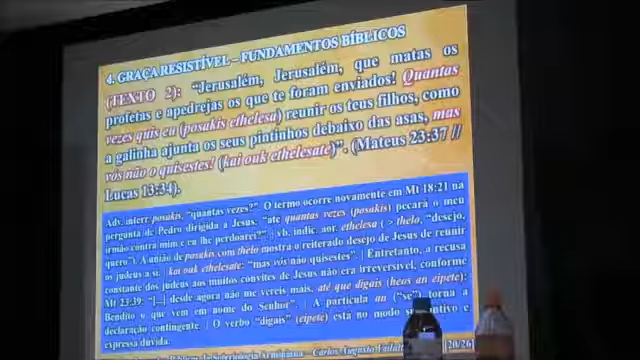 4. GRAÇA RESISTÍVEL – FUNDAMENTOS BÍBLICOS
(TEXTO 2): “Jerusalém, Jerusalém, que matas os
profetas e apedrejas os que te foram enviados! Quantas
vezes quis eu (posakis ethelesa) reunir os teus filhos, como
a galinha ajunta os seus pintinhos debaixo das asas, mas
vós não o quisestes! (kai ouk ethelesate)”. (Mateus 23:37 //
Lucas 13:34).
Adv. interr. posakis, “quantas vezes?”. O termo ocorre novamente em Mt 18:21 na
pergunta de Pedro dirigida a Jesus, “até quantas vezes (posakis) pecará o meu
irmão contra mim e eu lhe perdoarei?” | vb. indic. aor. ethelesa ( > thelo, “desejo,
quero”). A união de posakis com thelo mostra o reiterado desejo de Jesus de reunir
os judeus a si. | kai ouk ethelesate: “mas vós não quisestes”. | Entretanto, a recusa
constante dos judeus aos muitos convites de Jesus não era irreversível, conforme
Mt 23:39: “[...] desde agora não me vereis mais, até que digais (heos an eipete):
Bendito o que vem em nome do Senhor”. | A partícula an (“se”) torna a
declaração contingente. | O verbo “digais” (eipete) está no modo e
expressa dúvida.
da Soteriologia Arminiana – Carlos Augusto [20/26]